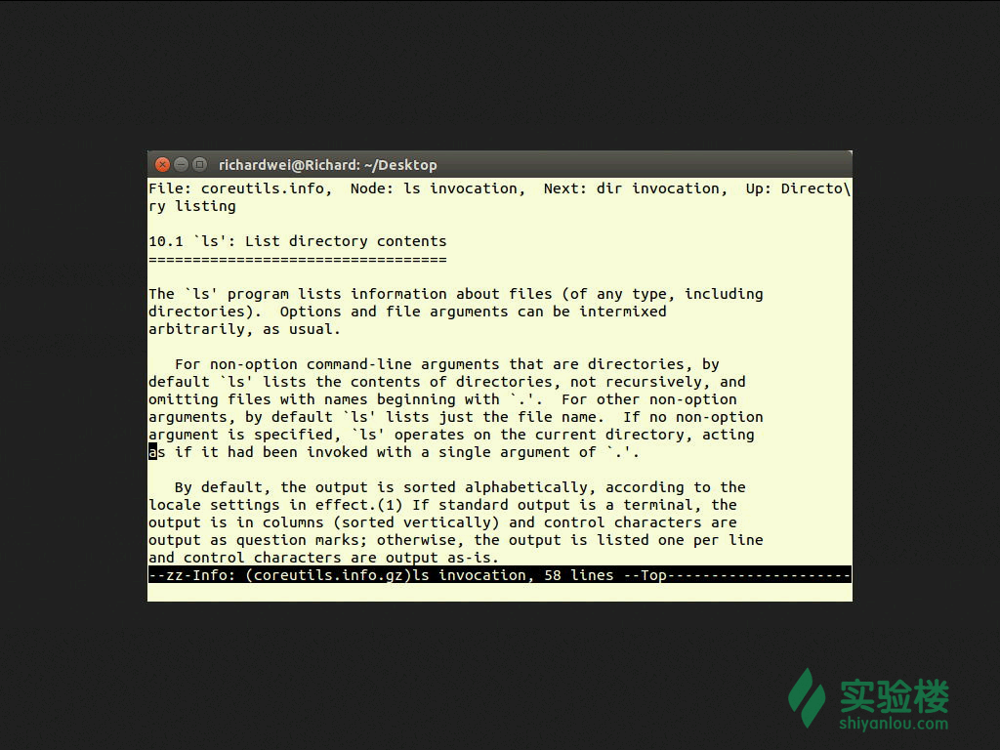 richardwei@Richard: ~/Desktop
File: coreutils.info,  Node: ls invocation,  Next: dir invocation,  Up: Directo\
ry listing
10.1 `ls': List directory contents
==================================
The `ls' program lists information about files (of any type, including
directories).  Options and file arguments can be intermixed
arbitrarily, as usual.
   For non-option command-line arguments that are directories, by
default `ls' lists the contents of directories, not recursively, and
omitting files with names beginning with `.'.  For other non-option
arguments, by default `ls' lists just the file name.  If no non-option
argument is specified, `ls' operates on the current directory, acting
as if it had been invoked with a single argument of `.'.
   By default, the output is sorted alphabetically, according to the
locale settings in effect.(1) If standard output is a terminal, the
output is in columns (sorted vertically) and control characters are
output as question marks; otherwise, the output is listed one per line
and control characters are output as-is.
--zz-Info: (coreutils.info.gz)ls invocation, 58 lines --Top---------------------
实验楼
shiyanlou.com